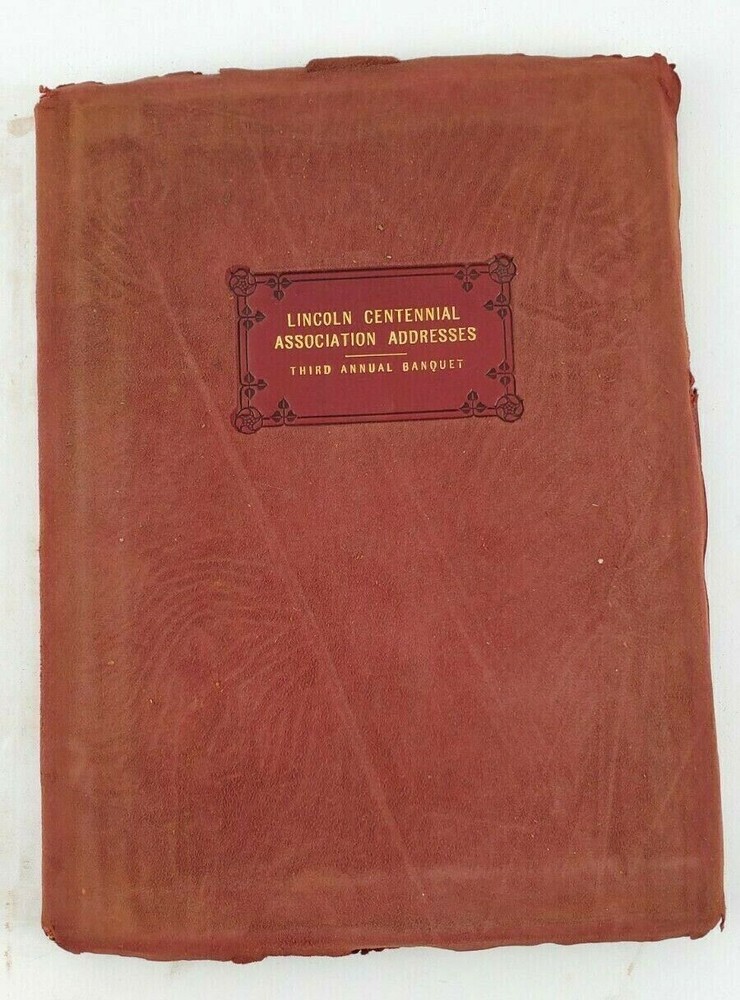 LINCOLN CENTENNIAL
ASSOCIATION ADDRESSES
THIRD ANNUAL BANQUET